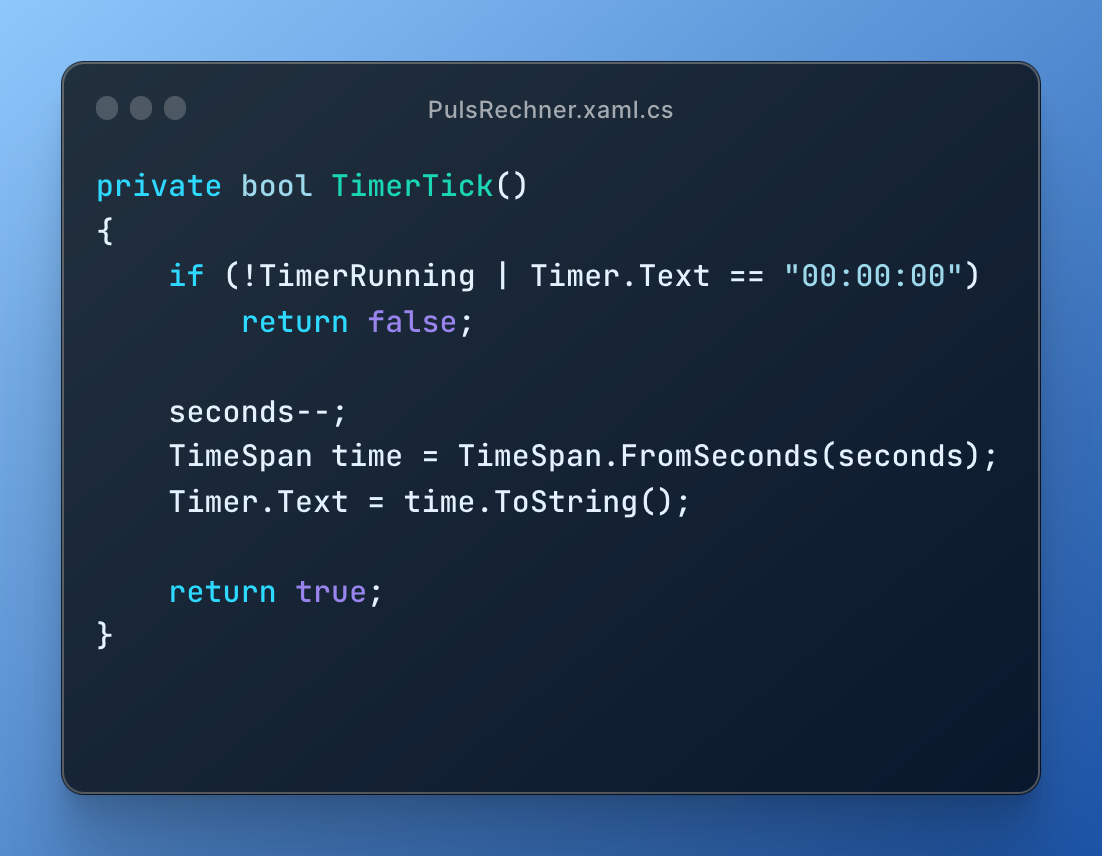 PulsRechner.xaml.cs
private bool TimerTick()
{
    if (!TimerRunning | Timer.Text == "00:00:00")
        return false;

    seconds--;
    TimeSpan time = TimeSpan.FromSeconds(seconds);
    Timer.Text = time.ToString();

    return true;
}